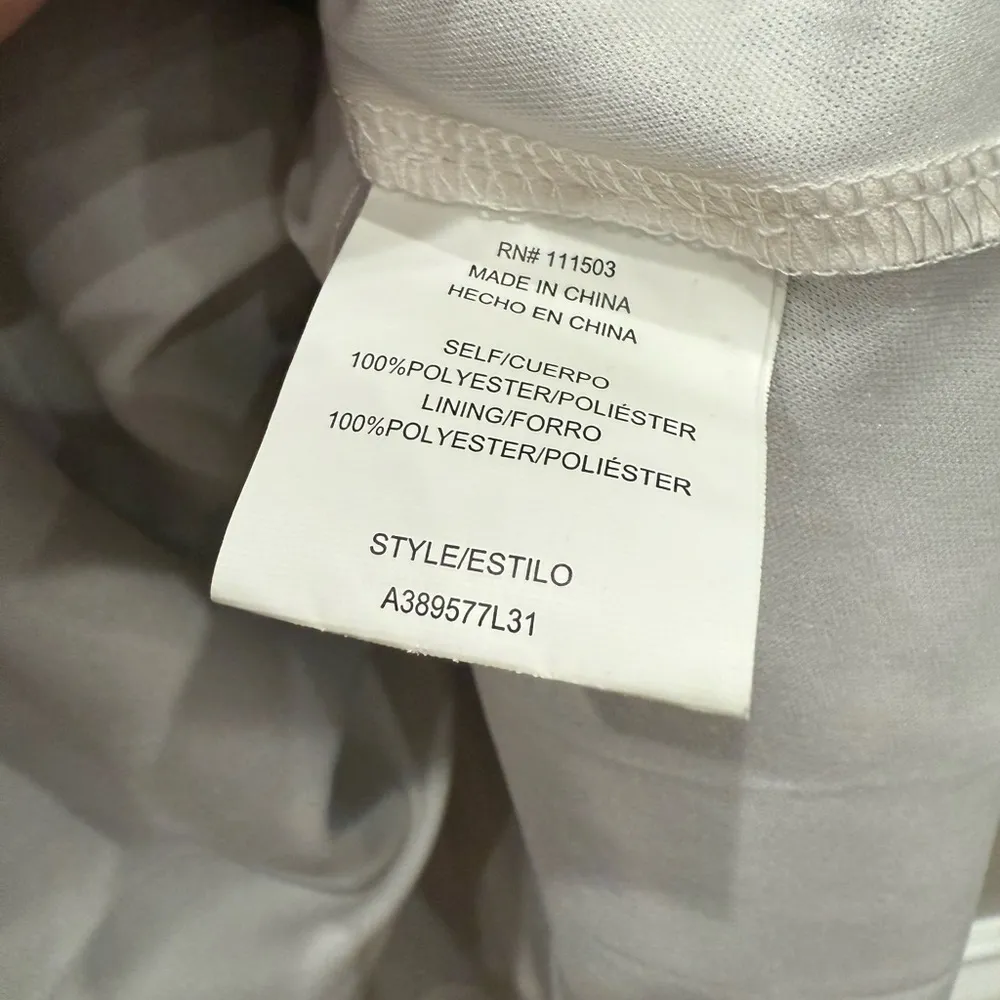 RN# 111503
MADE IN CHINA
HECHO EN CHINA
SELF/CUERPO
100%POLYESTER/POLIÉSTER
LINING/FORRO
100%POLYESTER/POLIÉSTER
STYLE/ESTILO
A389577L31